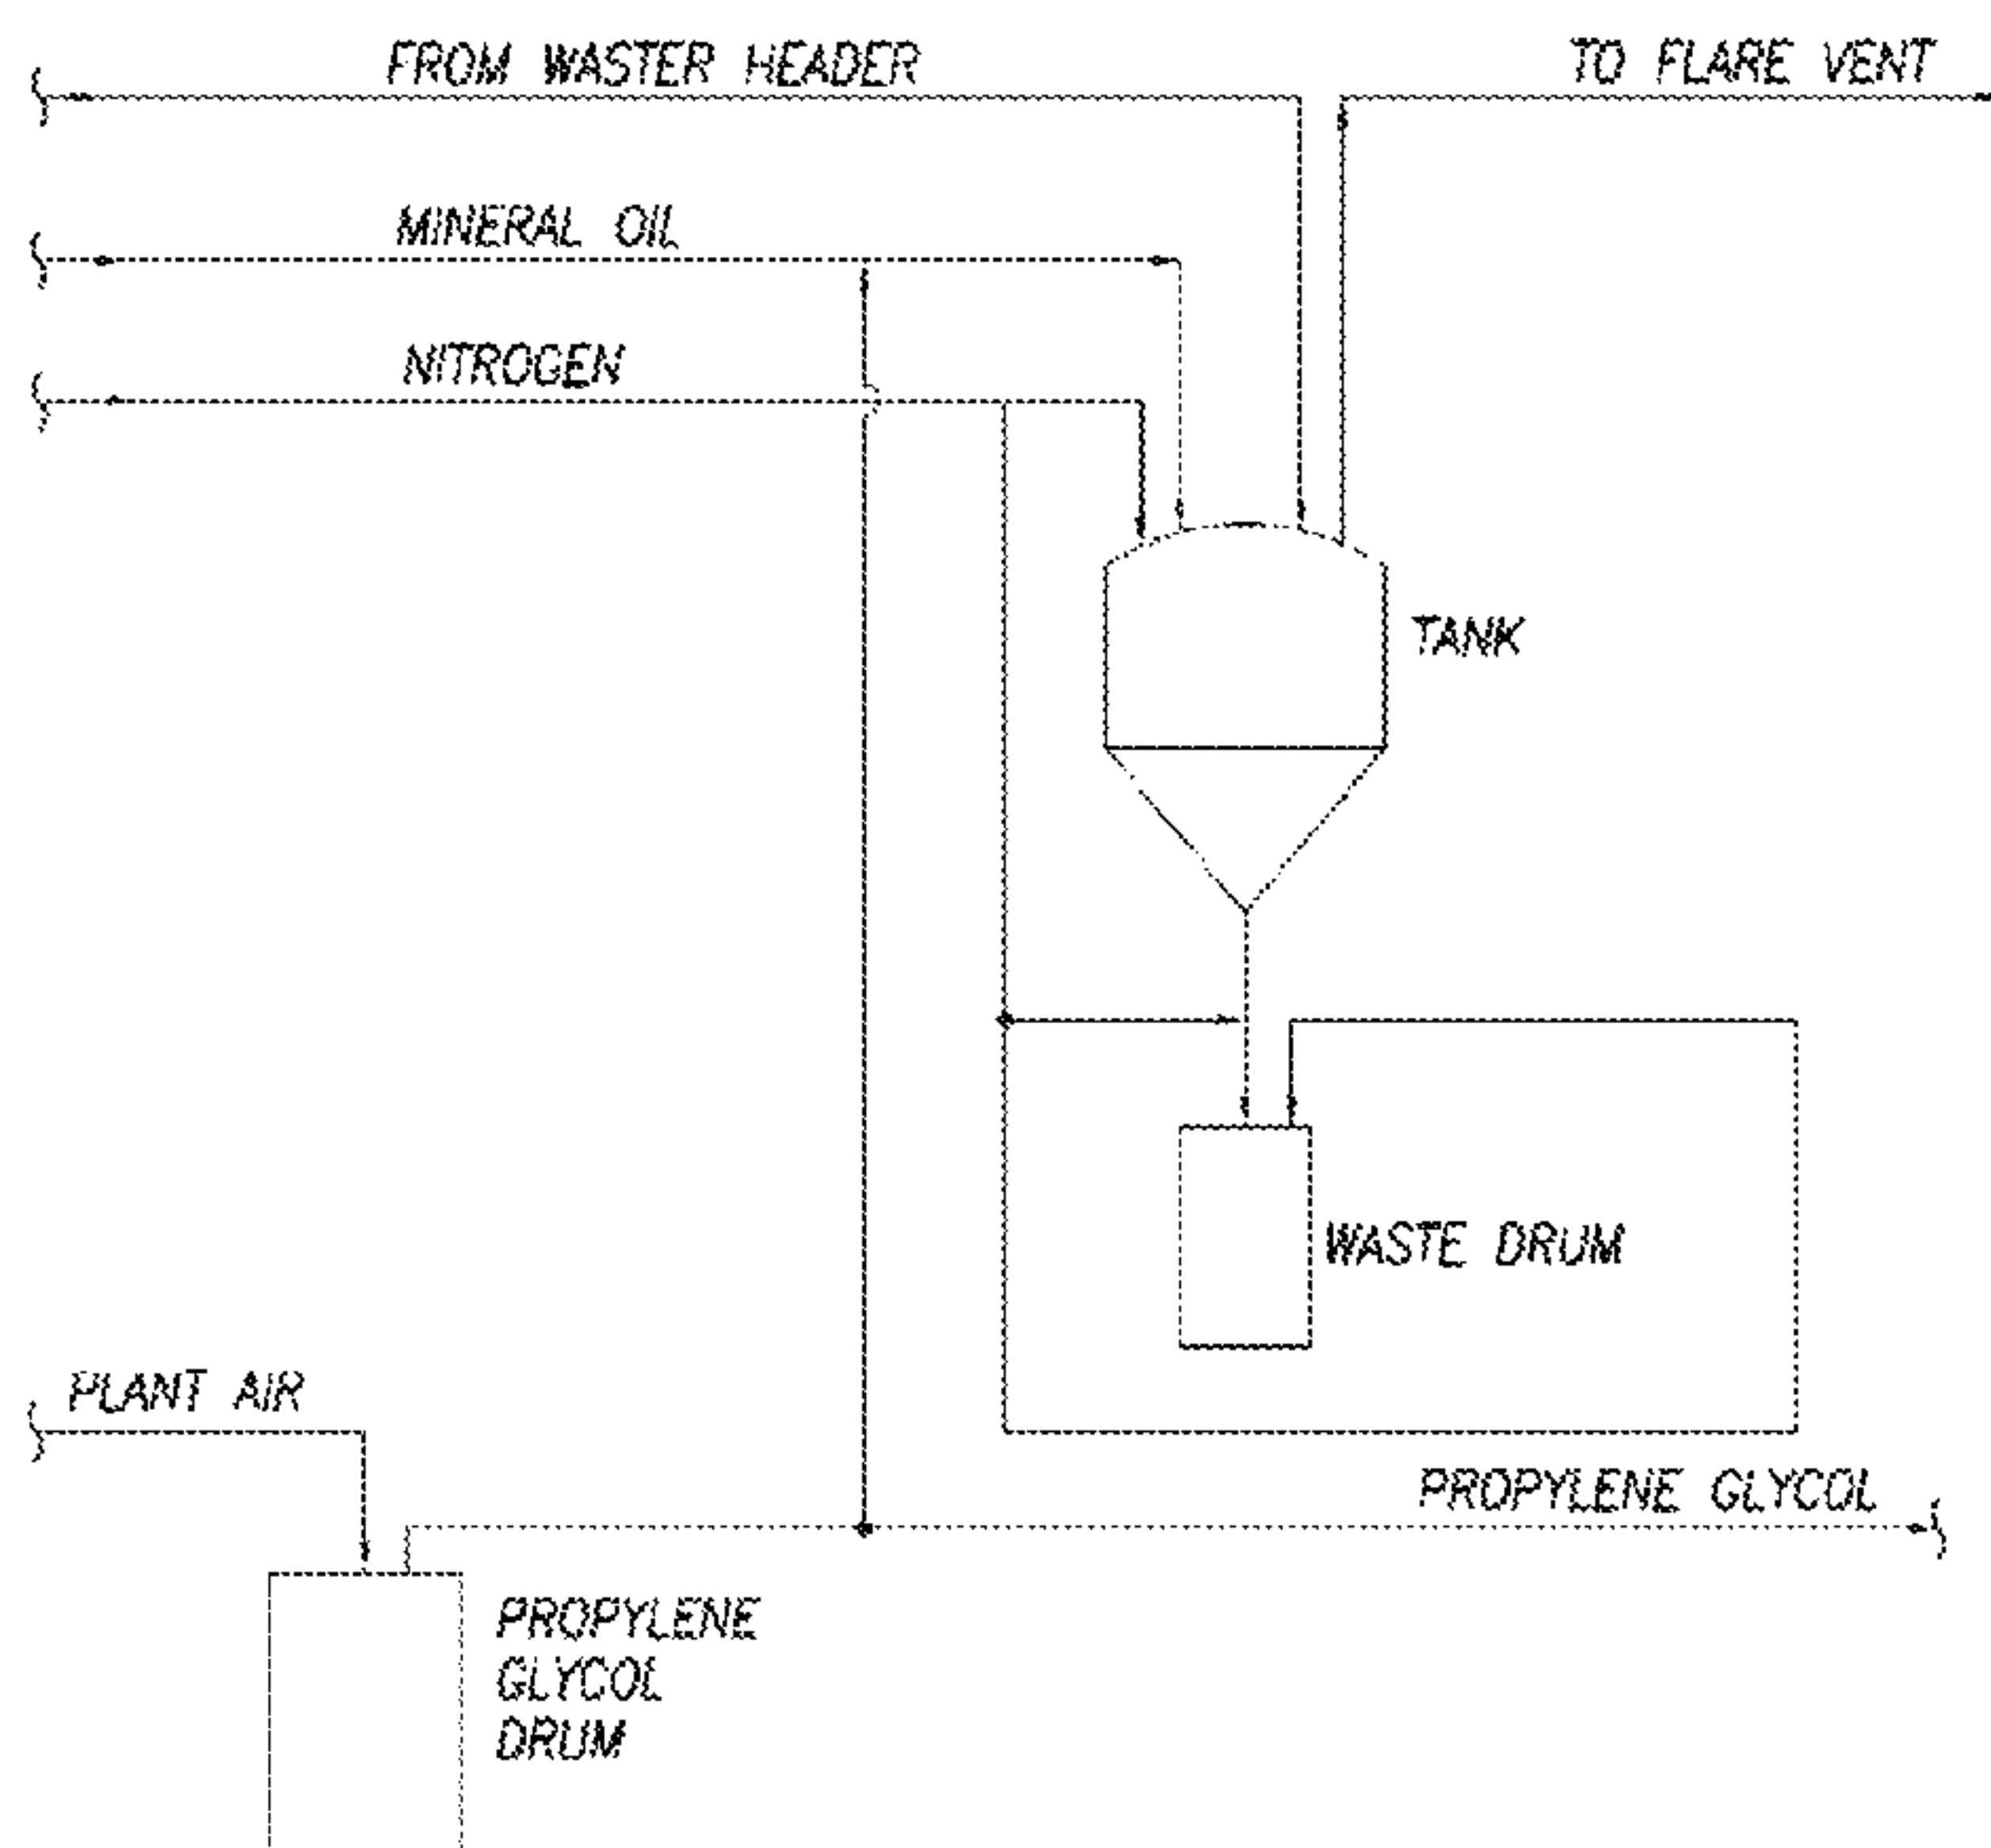 FROM WASTER HEADER
TO FLARE VENT
MINERAL OIL
NITROGEN
TANK
WASTE DRUM
PLANT AIR
PROPYLENE GLYCOL
PROPYLENE
GLYCOL
DRUM